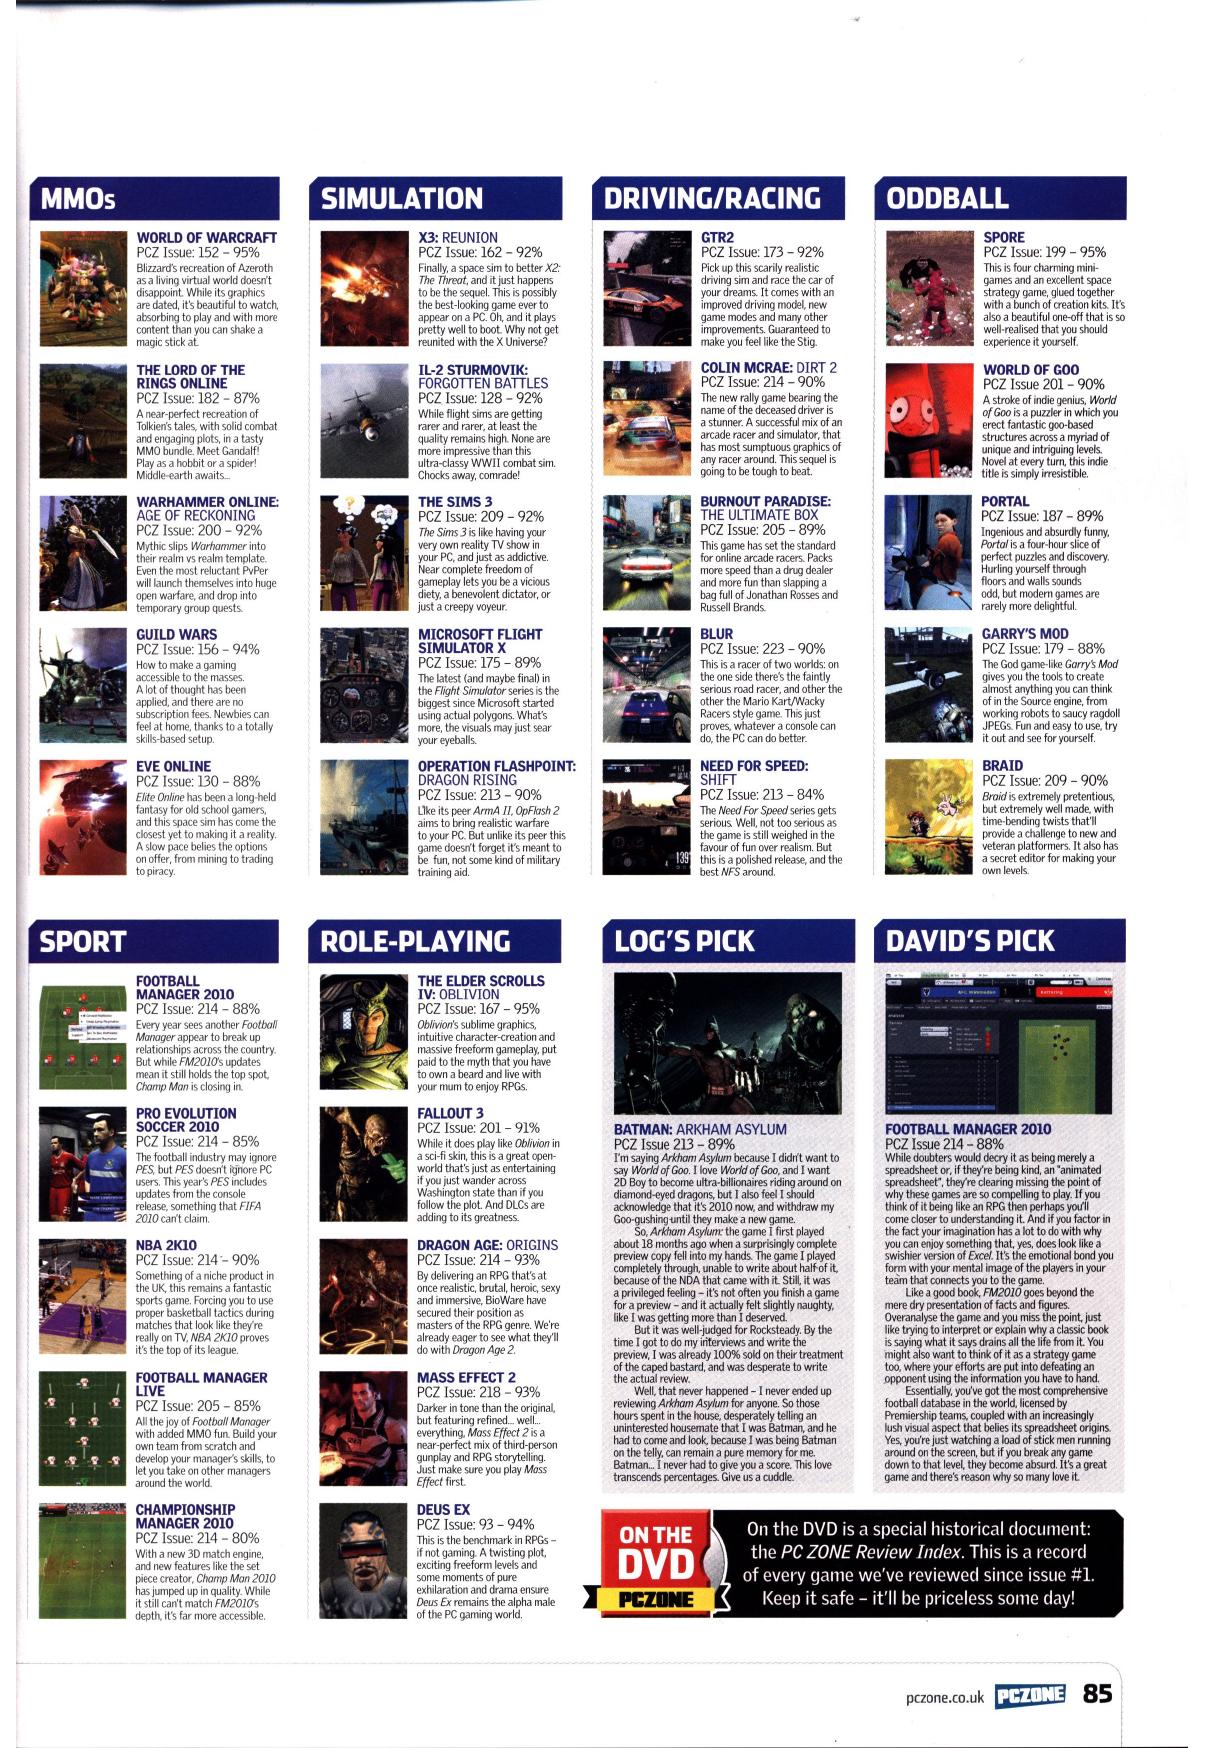 MMOs
WORLD OF WARCRAFT
PCZ Issue: 152 – 95%
Blizzard's recreation of Azeroth
as a living virtual world doesn't
disappoint. While its graphics
are dated, it's beautiful to watch,
absorbing to play and with more
content than you can shake a
magic stick at.
THE LORD OF THE
RINGS ONLINE
PCZ Issue: 182 – 87%
A near-perfect recreation of
Tolkien's tales, with solid combat
and engaging plots, in a tasty
MMO bundle. Meet Gandalf!
Play as a hobbit or a spider!
Middle-earth awaits...
WARHAMMER ONLINE:
AGE OF RECKONING
PCZ Issue: 200 – 92%
Mythic slips Warhammer into
their realm vs realm template.
Even the most reluctant PvPer
will launch themselves into huge
open warfare, and drop into
temporary group quests.
GUILD WARS
PCZ Issue: 156 – 94%
How to make a gaming
accessible to the masses.
A lot of thought has been
applied, and there are no
subscription fees. Newbies can
feel at home, thanks to a totally
skills-based setup.
EVE ONLINE
PCZ Issue: 130 – 88%
Elite Online has been a long-held
fantasy for old school gamers,
and this space sim has come the
closest yet to making it a reality.
A slow pace belies the options
on offer, from mining to trading
to piracy.
SIMULATION
X3: REUNION
PCZ Issue: 162 – 92%
Finally, a space sim to better X2:
The Threat, and it just happens
to be the sequel. This is possibly
the best-looking game ever to
appear on a PC. Oh, and it plays
pretty well to boot. Why not get
reunited with the X Universe?
IL-2 STURMOVIK:
FORGOTTEN BATTLES
PCZ Issue: 128 – 92%
While flight sims are getting
rarer and rarer, at least the
quality remains high. None are
more impressive than this
ultra-classy WWII combat sim.
Chocks away, comrade!
THE SIMS 3
PCZ Issue: 209 – 92%
The Sims 3 is like having your
very own reality TV show in
your PC, and just as addictive.
Near complete freedom of
gameplay lets you be a vicious
diety, a benevolent dictator, or
just a creepy voyeur.
MICROSOFT FLIGHT
SIMULATOR X
PCZ Issue: 175 – 89%
The latest (and maybe final) in
the Flight Simulator series is the
biggest since Microsoft started
using actual polygons. What's
more, the visuals may just sear
your eyeballs.
OPERATION FLASHPOINT:
DRAGON RISING
PCZ Issue: 213 – 90%
Like its peer ArmA II, OpFlash 2
aims to bring realistic warfare
to your PC. But unlike its peer this
game doesn't forget it's meant to
be fun, not some kind of military
training aid.
DRIVING/RACING
GTR2
PCZ Issue: 173 – 92%
Pick up this scarily realistic
driving sim and race the car of
your dreams. It comes with an
improved driving model, new
game modes and many other
improvements. Guaranteed to
make you feel like the Stig.
COLIN MCRAE: DIRT 2
PCZ Issue: 214 – 90%
The new rally game bearing the
name of the deceased driver is
a stunner. A successful mix of an
arcade racer and simulator, that
has most sumptuous graphics of
any racer around. This sequel is
going to be tough to beat.
BURNOUT PARADISE:
THE ULTIMATE BOX
PCZ Issue: 205 – 89%
This game has set the standard
for online arcade racers. Packs
more speed than a drug dealer
and more fun than slapping a
bag full of Jonathan Rosses and
Russell Brands.
BLUR
PCZ Issue: 223 – 90%
This is a racer of two worlds: on
the one side there's the faintly
serious road racer, and other the
other the Mario Kart/Wacky
Racers style game. This just
proves, whatever a console can
do, the PC can do better.
NEED FOR SPEED:
SHIFT
PCZ Issue: 213 – 84%
The Need For Speed series gets
serious. Well, not too serious as
the game is still weighed in the
favour of fun over realism. But
this is a polished release, and the
best NFS around.
139
ODDBALL
SPORE
PCZ Issue: 199 – 95%
This is four charming mini-
games and an excellent space
strategy game, glued together
with a bunch of creation kits. It's
also a beautiful one-off that is so
well-realised that you should
experience it yourself.
WORLD OF GOO
PCZ Issue 201 – 90%
A stroke of indie genius, World
of Goo is a puzzler in which you
erect fantastic goo-based
structures across a myriad of
unique and intriguing levels.
Novel at every turn, this indie
title is simply irresistible.
PORTAL
PCZ Issue: 187 – 89%
Ingenious and absurdly funny,
Portal is a four-hour slice of
perfect puzzles and discovery.
Hurling yourself through
floors and walls sounds
odd, but modern games are
rarely more delightful.
GARRY'S MOD
PCZ Issue: 179 – 88%
The God game-like Garry's Mod
gives you the tools to create
almost anything you can think
of in the Source engine, from
working robots to saucy ragdoll
JPEGs. Fun and easy to use, try
it out and see for yourself.
BRAID
PCZ Issue: 209 – 90%
Braid is extremely pretentious,
but extremely well made, with
time-bending twists that'll
provide a challenge to new and
veteran platformers. It also has
a secret editor for making your
own levels.
SPORT
FOOTBALL
MANAGER 2010
PCZ Issue: 214 – 88%
Every year sees another Football
Manager appear to break up
relationships across the country.
But while FM2010's updates
mean it still holds the top spot,
Champ Man is closing in.
PRO EVOLUTION
SOCCER 2010
PCZ Issue: 214 – 85%
The football industry may ignore
PES, but PES doesn't ignore PC
users. This year's PES includes
updates from the console
release, something that FIFA
2010 can't claim.
NBA 2K10
PCZ Issue: 214 – 90%
Something of a niche product in
the UK, this remains a fantastic
sports game. Forcing you to use
proper basketball tactics during
matches that look like they're
really on TV, NBA 2K10 proves
it's the top of its league.
FOOTBALL MANAGER
LIVE
PCZ Issue: 205 – 85%
All the joy of Football Manager
with added MMO fun. Build your
own team from scratch and
develop your manager's skills, to
let you take on other managers
around the world.
CHAMPIONSHIP
MANAGER 2010
PCZ Issue: 214 – 80%
With a new 3D match engine,
and new features like the set
piece creator, Champ Man 2010
has jumped up in quality. While
it still can't match FM2010's
depth, it's far more accessible.
ROLE-PLAYING
THE ELDER SCROLLS
IV: OBLIVION
PCZ Issue: 167 – 95%
Oblivion's sublime graphics,
intuitive character-creation and
massive freeform gameplay, put
paid to the myth that you have
to own a beard and live with
your mum to enjoy RPGs.
FALLOUT 3
PCZ Issue: 201 – 91%
While it does play like Oblivion in
a sci-fi skin, this is a great open-
world that's just as entertaining
if you just wander across
Washington state than if you
follow the plot. And DLCs are
adding to its greatness.
DRAGON AGE: ORIGINS
PCZ Issue: 214 – 93%
By delivering an RPG that's at
once realistic, brutal, heroic, sexy
and immersive, BioWare have
secured their position as
masters of the RPG genre. We're
already eager to see what they'll
do with Dragon Age 2.
MASS EFFECT 2
PCZ Issue: 218 – 93%
Darker in tone than the original,
but featuring refined... well...
everything, Mass Effect 2 is a
near-perfect mix of third-person
gunplay and RPG storytelling.
Just make sure you play Mass
Effect first.
DEUS EX
PCZ Issue: 93 – 94%
This is the benchmark in RPGs –
if not gaming. A twisting plot,
exciting freeform levels and
some moments of pure
exhilaration and drama ensure
Deus Ex remains the alpha male
of the PC gaming world.
LOG'S PICK
BATMAN: ARKHAM ASYLUM
PCZ Issue 213 – 89%
I'm saying Arkham Asylum because I didn't want to
say World of Goo. I love World of Goo, and I want
2D Boy to become ultra-billionaires riding around on
diamond-eyed dragons, but I also feel I should
acknowledge that it's 2010 now, and withdraw my
Goo-gushing until they make a new game.
So, Arkham Asylum: the game I first played
about 18 months ago when a surprisingly complete
preview copy fell into my hands. The game I played
completely through, unable to write about half of it,
because of the NDA that came with it. Still, it was
a privileged feeling – it's not often you finish a game
for a preview – and it actually felt slightly naughty,
like I was getting more than I deserved.
But it was well-judged for Rocksteady. By the
time I got to do my interviews and write the
preview, I was already 100% sold on their treatment
of the caped bastard, and was desperate to write
the actual review.
Well, that never happened – I never ended up
reviewing Arkham Asylum for anyone. So those
hours spent in the house, desperately telling an
uninterested housemate that I was Batman, and he
had to come and look, because I was being Batman
on the telly, can remain a pure memory for me.
Batman... I never had to give you a score. This love
transcends percentages. Give us a cuddle.
DAVID'S PICK
FOOTBALL MANAGER 2010
PCZ Issue 214 – 88%
While doubters would decry it as being merely a
spreadsheet or, if they're being kind, an "animated
spreadsheet", they're clearing missing the point of
why these games are so compelling to play. If you
think of it being like an RPG then perhaps you'll
come closer to understanding it. And if you factor in
the fact your imagination has a lot to do with why
you can enjoy something that, yes, does look like a
swishier version of Excel. It's the emotional bond you
form with your mental image of the players in your
team that connects you to the game.
Like a good book, FM2010 goes beyond the
mere dry presentation of facts and figures.
Overanalyse the game and you miss the point, just
like trying to interpret or explain why a classic book
is saying what it says drains all the life from it. You
might also want to think of it as a strategy game
too, where your efforts are put into defeating an
opponent using the information you have to hand.
Essentially, you've got the most comprehensive
football database in the world, licensed by
Premiership teams, coupled with an increasingly
lush visual aspect that belies its spreadsheet origins.
Yes, you're just watching a load of stick men running
around on the screen, but if you break any game
down to that level, they become absurd. It's a great
game and there's reason why so many love it.
ON THE
DVD
PCZONE
On the DVD is a special historical document:
the PC ZONE Review Index. This is a record
of every game we've reviewed since issue #1.
Keep it safe – it'll be priceless some day!
pczone.co.uk PCZONE 85